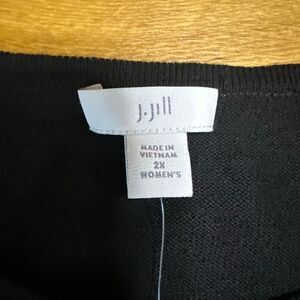 J.Jill
MADE IN
VIETNAM
2X
WOMEN'S